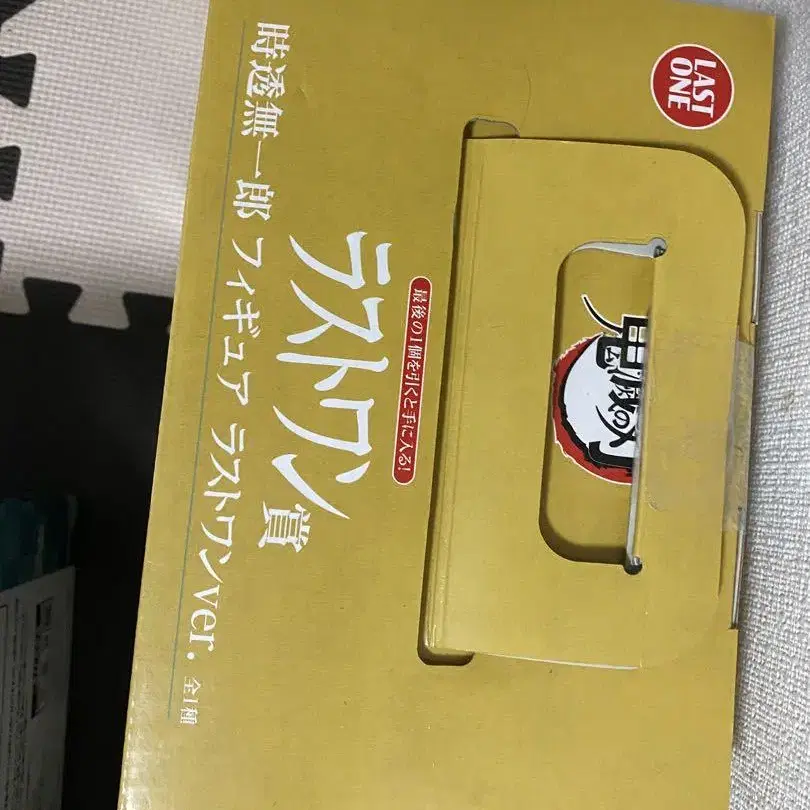 LAST
ONE
鬼滅の刃
最後の1個を引くと手に入る!
ラストワン賞
時透無一郎 フィギュア ラストワンver. 全1種